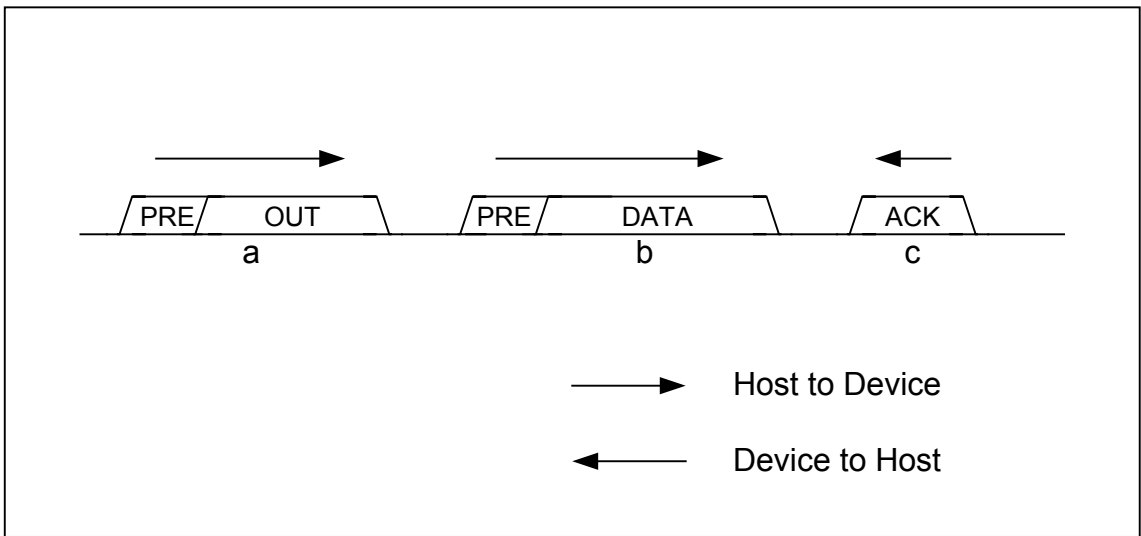 PRE OUT PRE DATA ACK
a b c
Host to Device
Device to Host